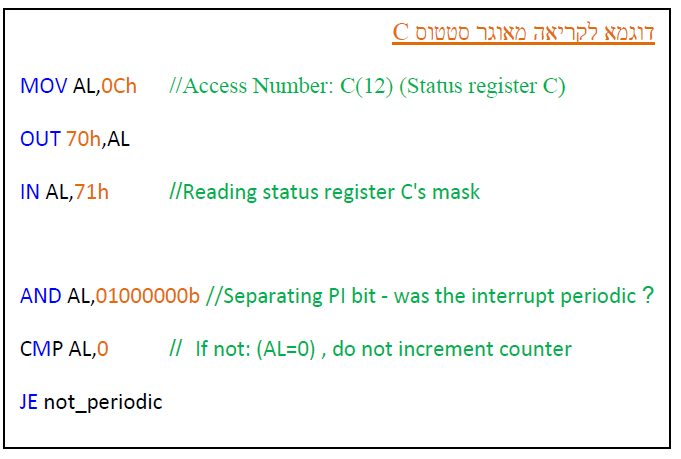 דוגמא לקריאה מאוגר סטטוס C
MOV AL,0Ch //Access Number: C(12) (Status register C)
OUT 70h,AL
IN AL,71h //Reading status register C's mask
AND AL,01000000b //Separating PI bit - was the interrupt periodic ?
CMP AL,0 // If not: (AL=0) , do not increment counter
JE not_periodic